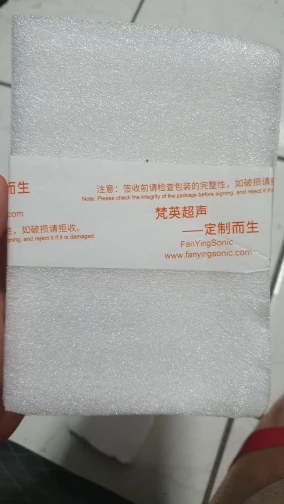 而生
注意：签收前请检查包装的完整性，如破损请
Note: Please check the integrity of the package before signing, and reject
.com
梵英超声
，如破损请拒收。
——定制而生
gning, and reject it if it is damaged.
FanYingSonic
www.fanyingsonic.com